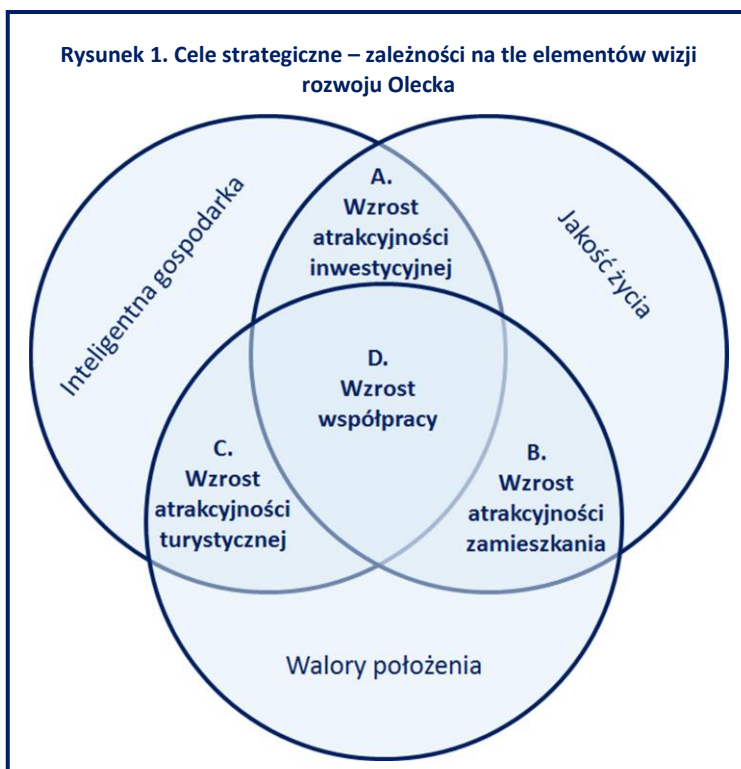 Rysunek 1. Cele strategiczne – zależności na tle elementów wizji
rozwoju Olecka
Inteligentna gospodarka
A.
Wzrost
atrakcyjności
inwestycyjnej
Jakość życia
D.
Wzrost
współpracy
C.
Wzrost
atrakcyjności
turystycznej
B.
Wzrost
atrakcyjności
zamieszkania
Walory położenia